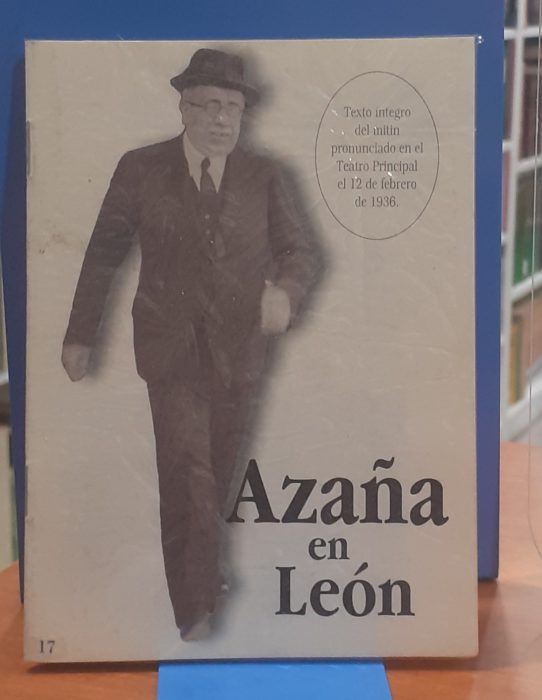 Texto íntegro
del mitin
pronunciado en el
Teatro Principal
el 12 de febrero
de 1936.
Azaña
en
León
17